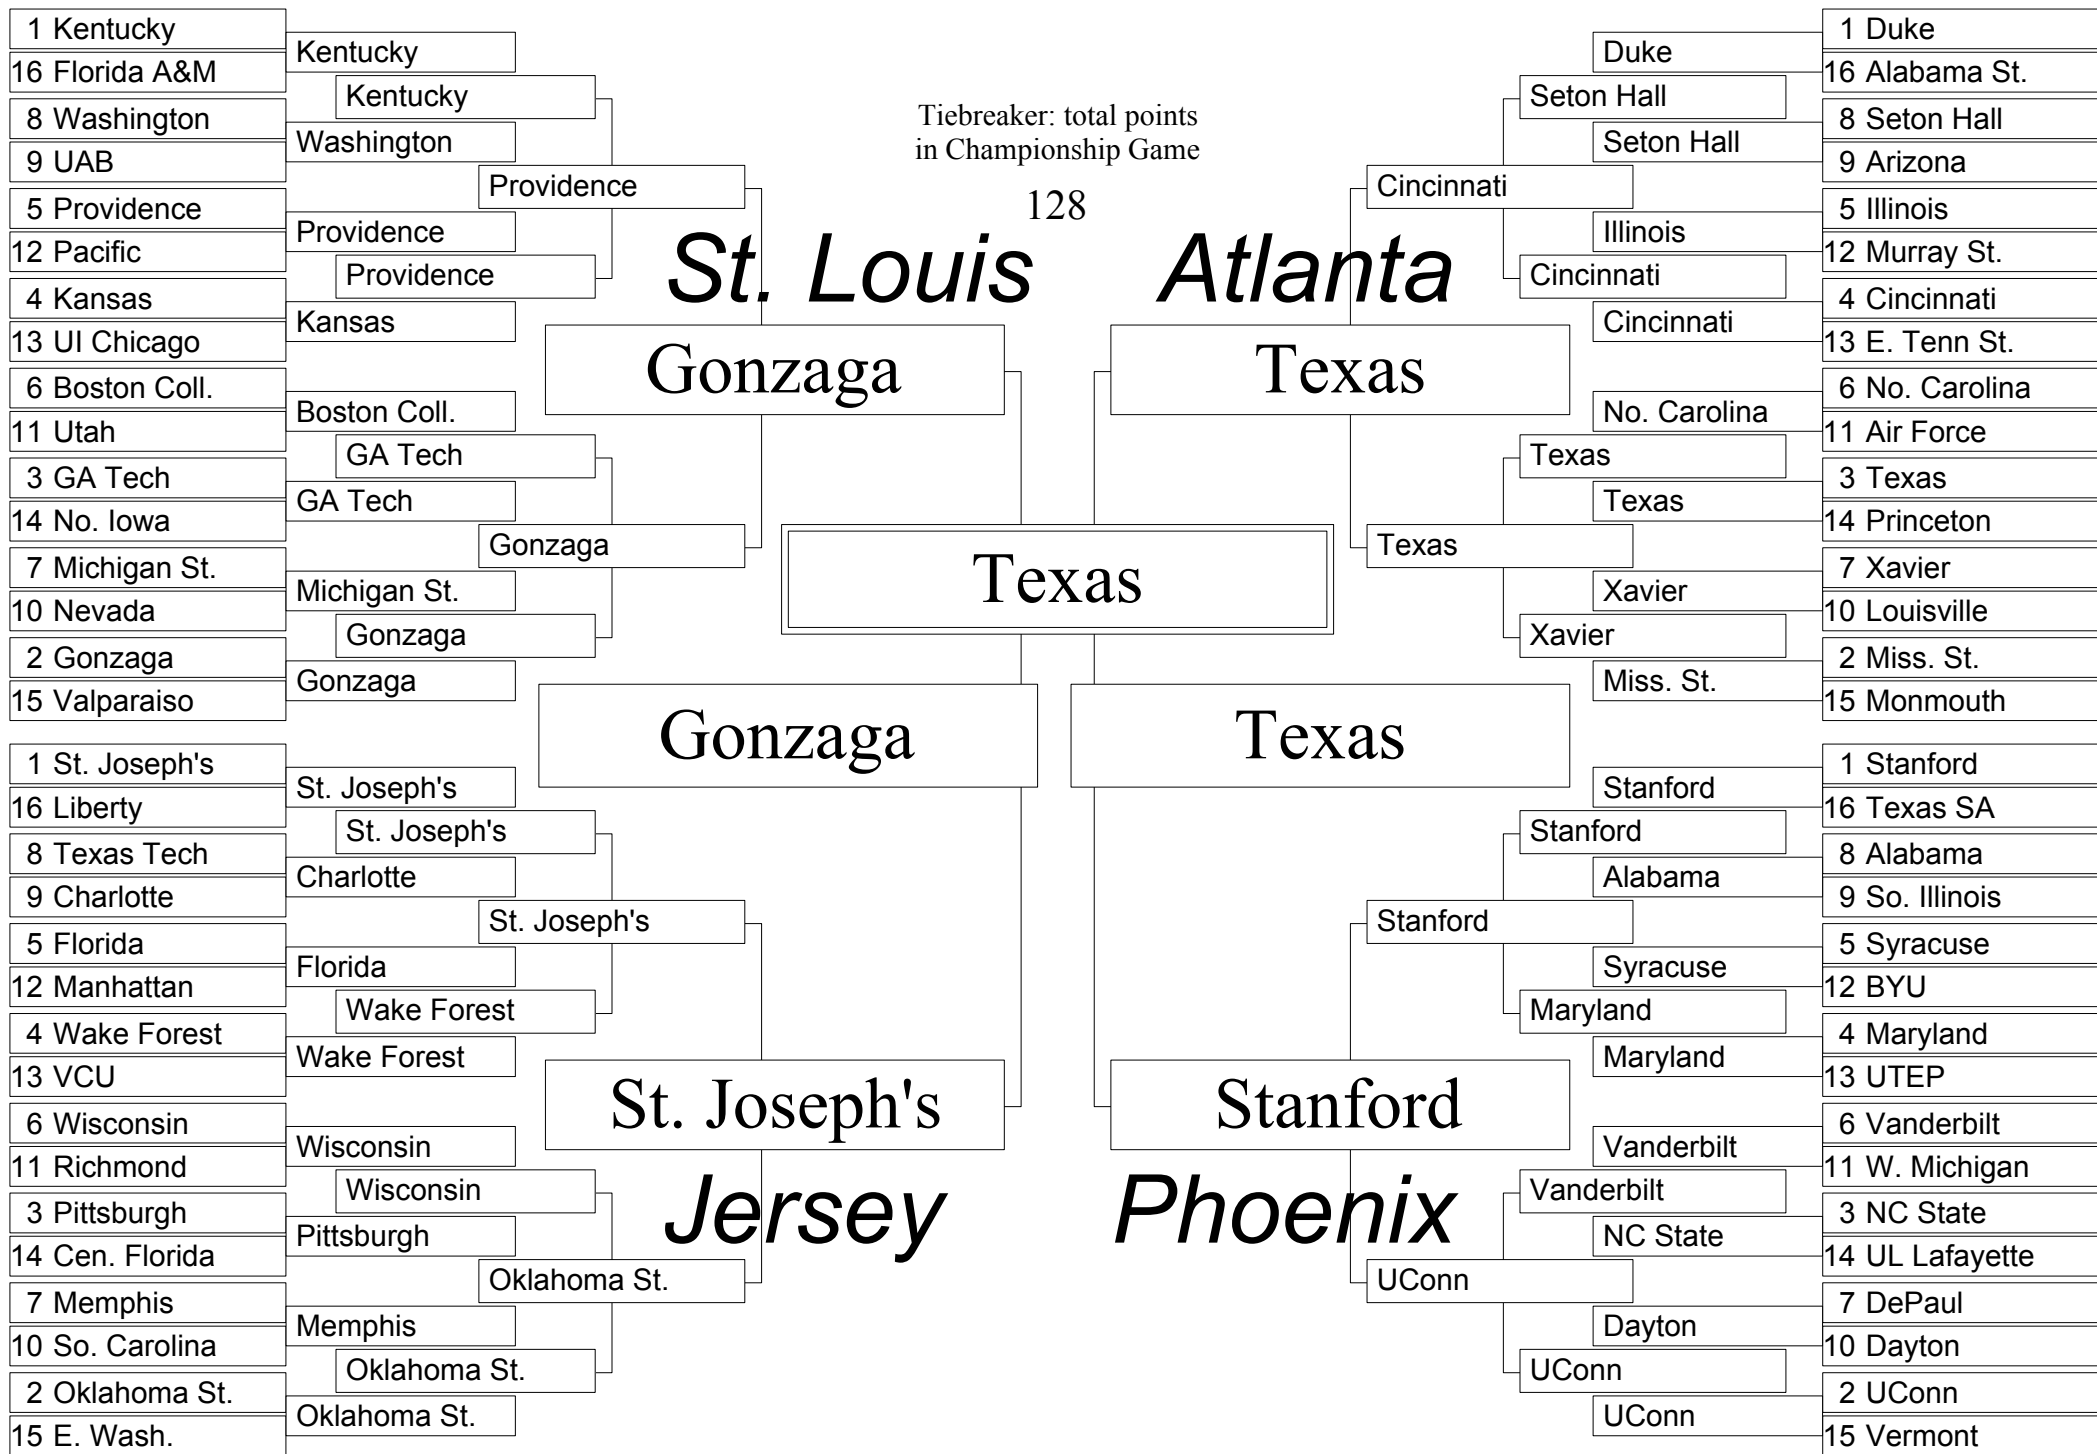 1 Kentucky
16 Florida A&M
8 Washington
9 UAB
5 Providence
12 Pacific
4 Kansas
13 UI Chicago
6 Boston Coll.
11 Utah
3 GA Tech
14 No. Iowa
7 Michigan St.
10 Nevada
2 Gonzaga
15 Valparaiso
1 St. Joseph's
16 Liberty
8 Texas Tech
9 Charlotte
5 Florida
12 Manhattan
4 Wake Forest
13 VCU
6 Wisconsin
11 Richmond
3 Pittsburgh
14 Cen. Florida
7 Memphis
10 So. Carolina
2 Oklahoma St.
15 E. Wash.
Kentucky
Washington
Providence
Kansas
Boston Coll.
GA Tech
Michigan St.
Gonzaga
St. Joseph's
Charlotte
Florida
Wake Forest
Wisconsin
Pittsburgh
Memphis
Oklahoma St.
Kentucky
Providence
GA Tech
Gonzaga
St. Joseph's
Wake Forest
Wisconsin
Oklahoma St.
Providence
Gonzaga
St. Joseph's
Oklahoma St.
St. Louis
Gonzaga
Gonzaga
St. Joseph's
Jersey
Tiebreaker: total points
in Championship Game
128
Texas
Atlanta
Texas
Texas
Stanford
Phoenix
Cincinnati
Texas
Stanford
UConn
Seton Hall
Cincinnati
Texas
Xavier
Stanford
Maryland
Vanderbilt
UConn
Duke
Seton Hall
Illinois
Cincinnati
No. Carolina
Texas
Xavier
Miss. St.
Stanford
Alabama
Syracuse
Maryland
Vanderbilt
NC State
Dayton
UConn
1 Duke
16 Alabama St.
8 Seton Hall
9 Arizona
5 Illinois
12 Murray St.
4 Cincinnati
13 E. Tenn St.
6 No. Carolina
11 Air Force
3 Texas
14 Princeton
7 Xavier
10 Louisville
2 Miss. St.
15 Monmouth
1 Stanford
16 Texas SA
8 Alabama
9 So. Illinois
5 Syracuse
12 BYU
4 Maryland
13 UTEP
6 Vanderbilt
11 W. Michigan
3 NC State
14 UL Lafayette
7 DePaul
10 Dayton
2 UConn
15 Vermont